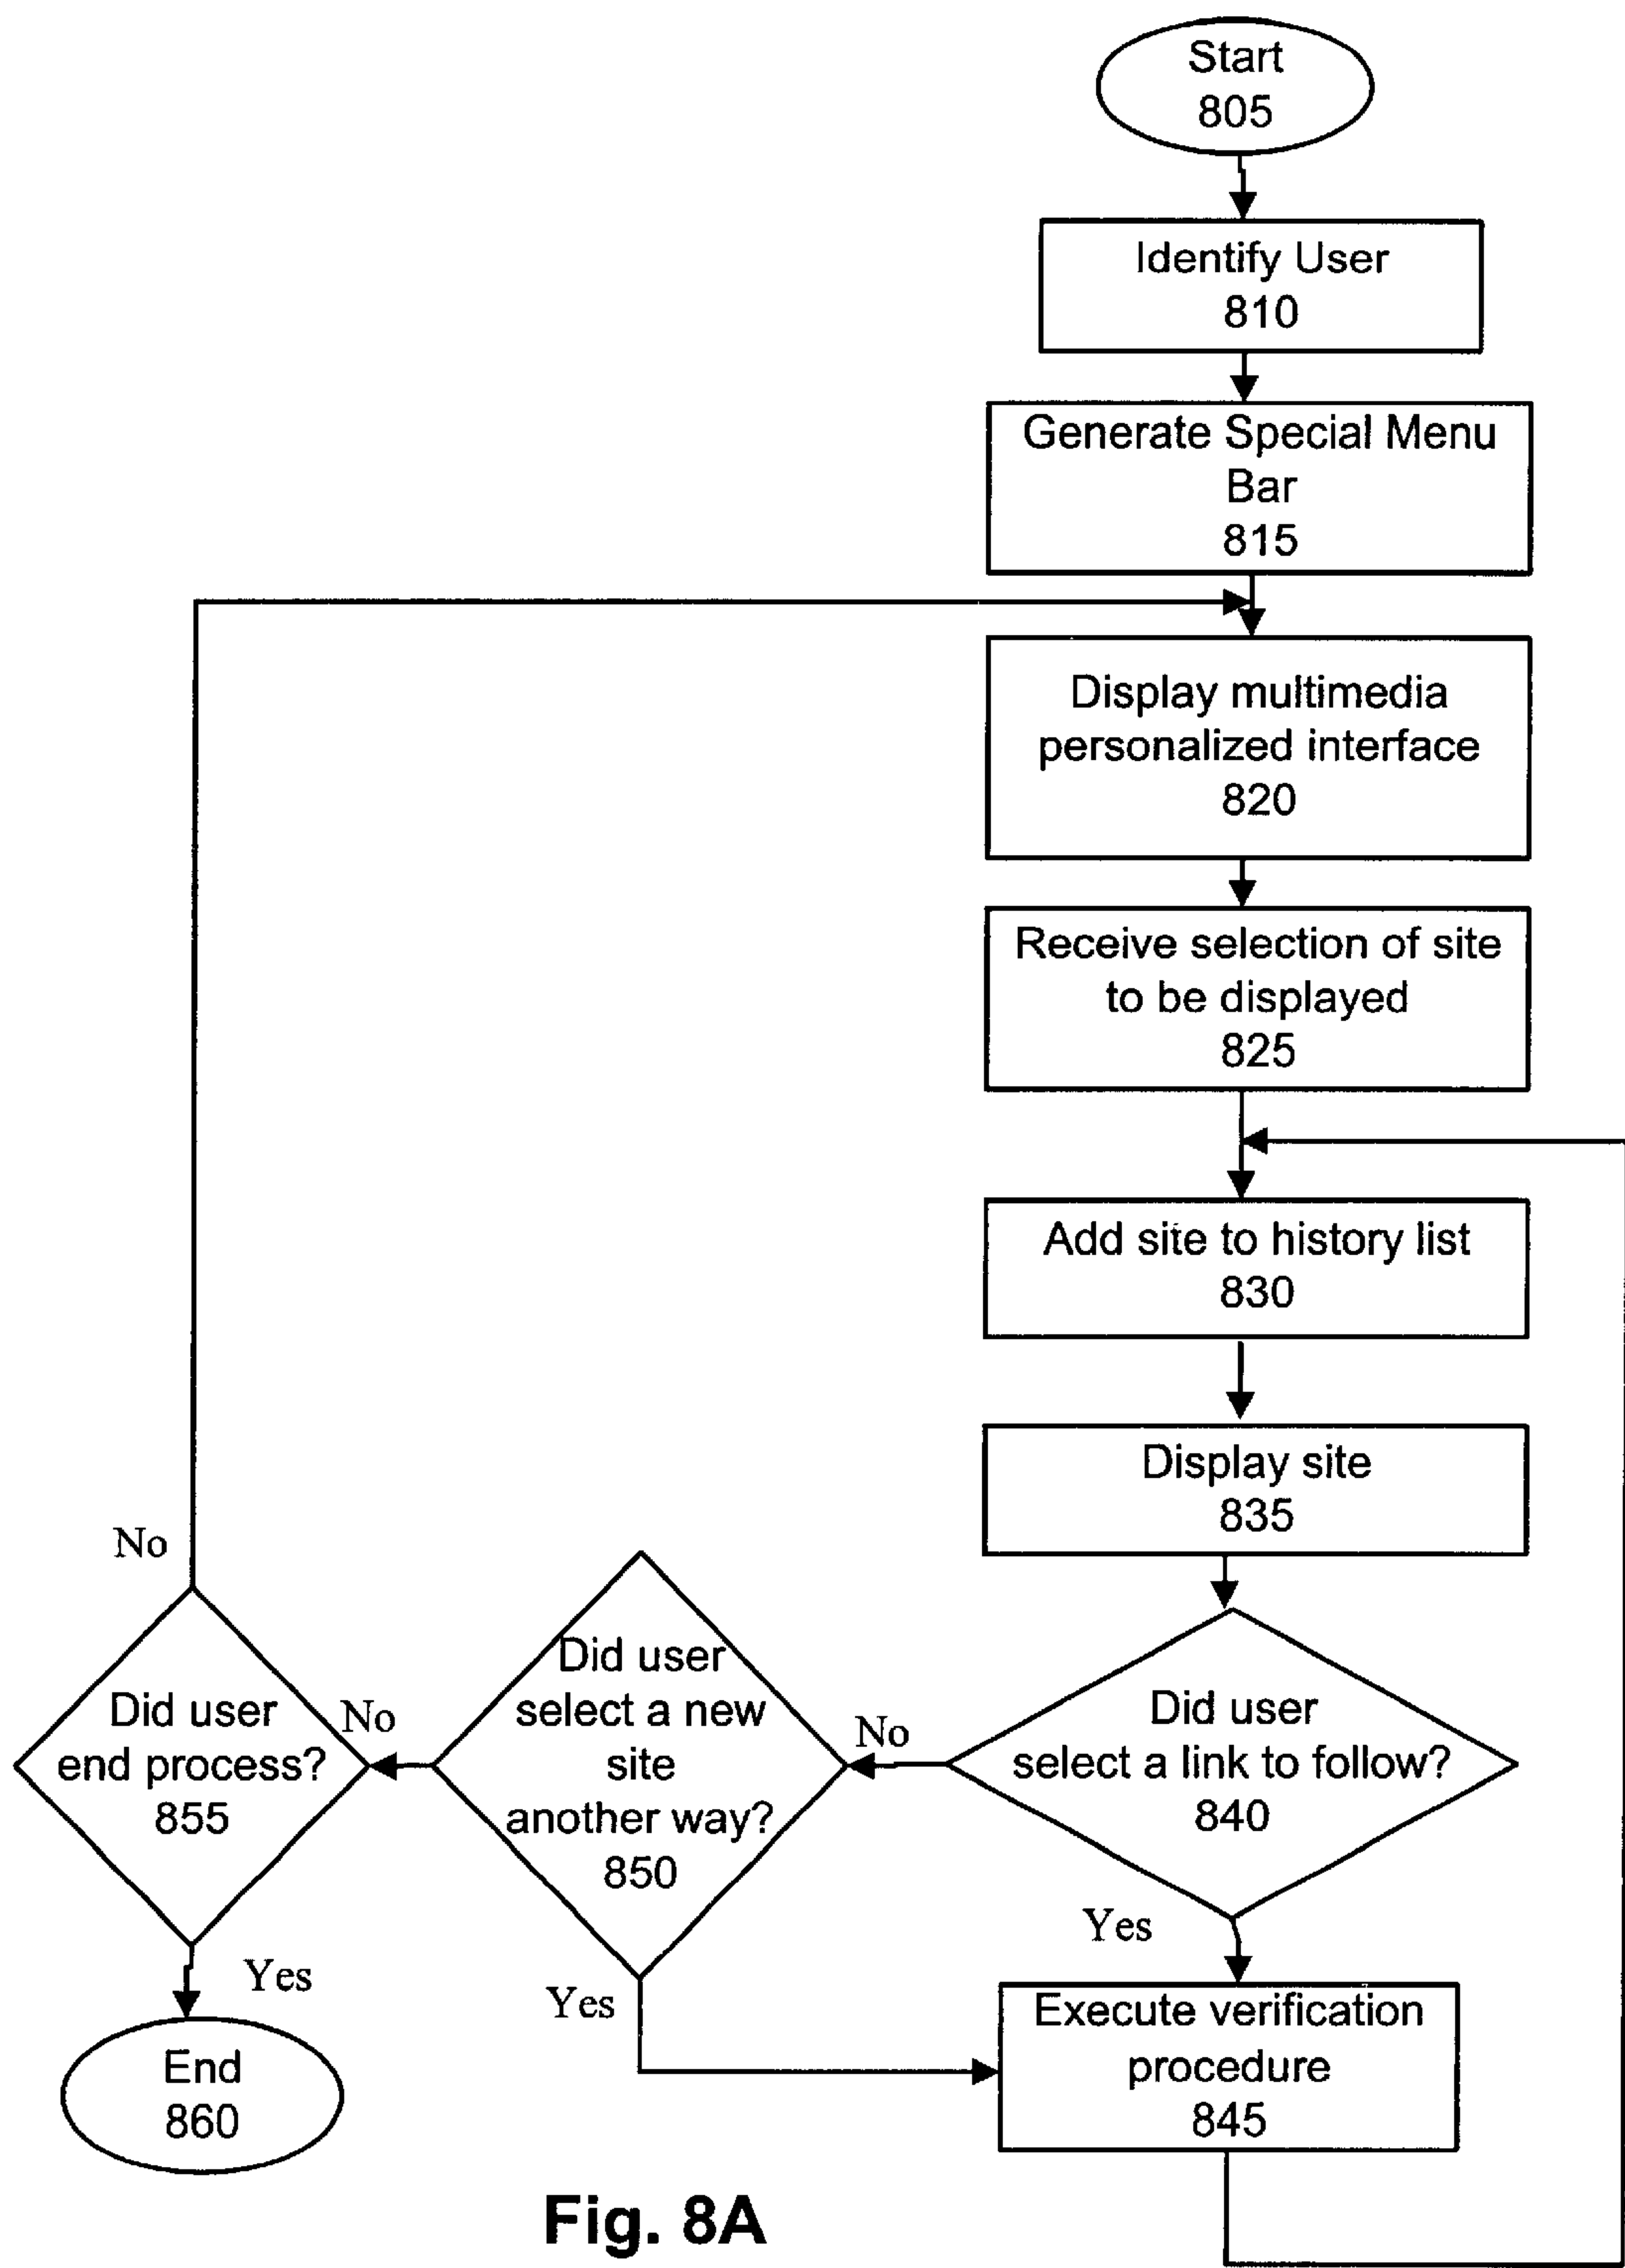 Start
805
Identify User
810
Generate Special Menu
Bar
815
Display multimedia
personalized interface
820
Receive selection of site
to be displayed
825
Add site to history list
830
Display site
835
Did user
select a link to follow?
840
No
Yes
Did user
select a new
site
another way?
850
No
Yes
Did user
end process?
855
No
Yes
Execute verification
procedure
845
End
860
Fig. 8A